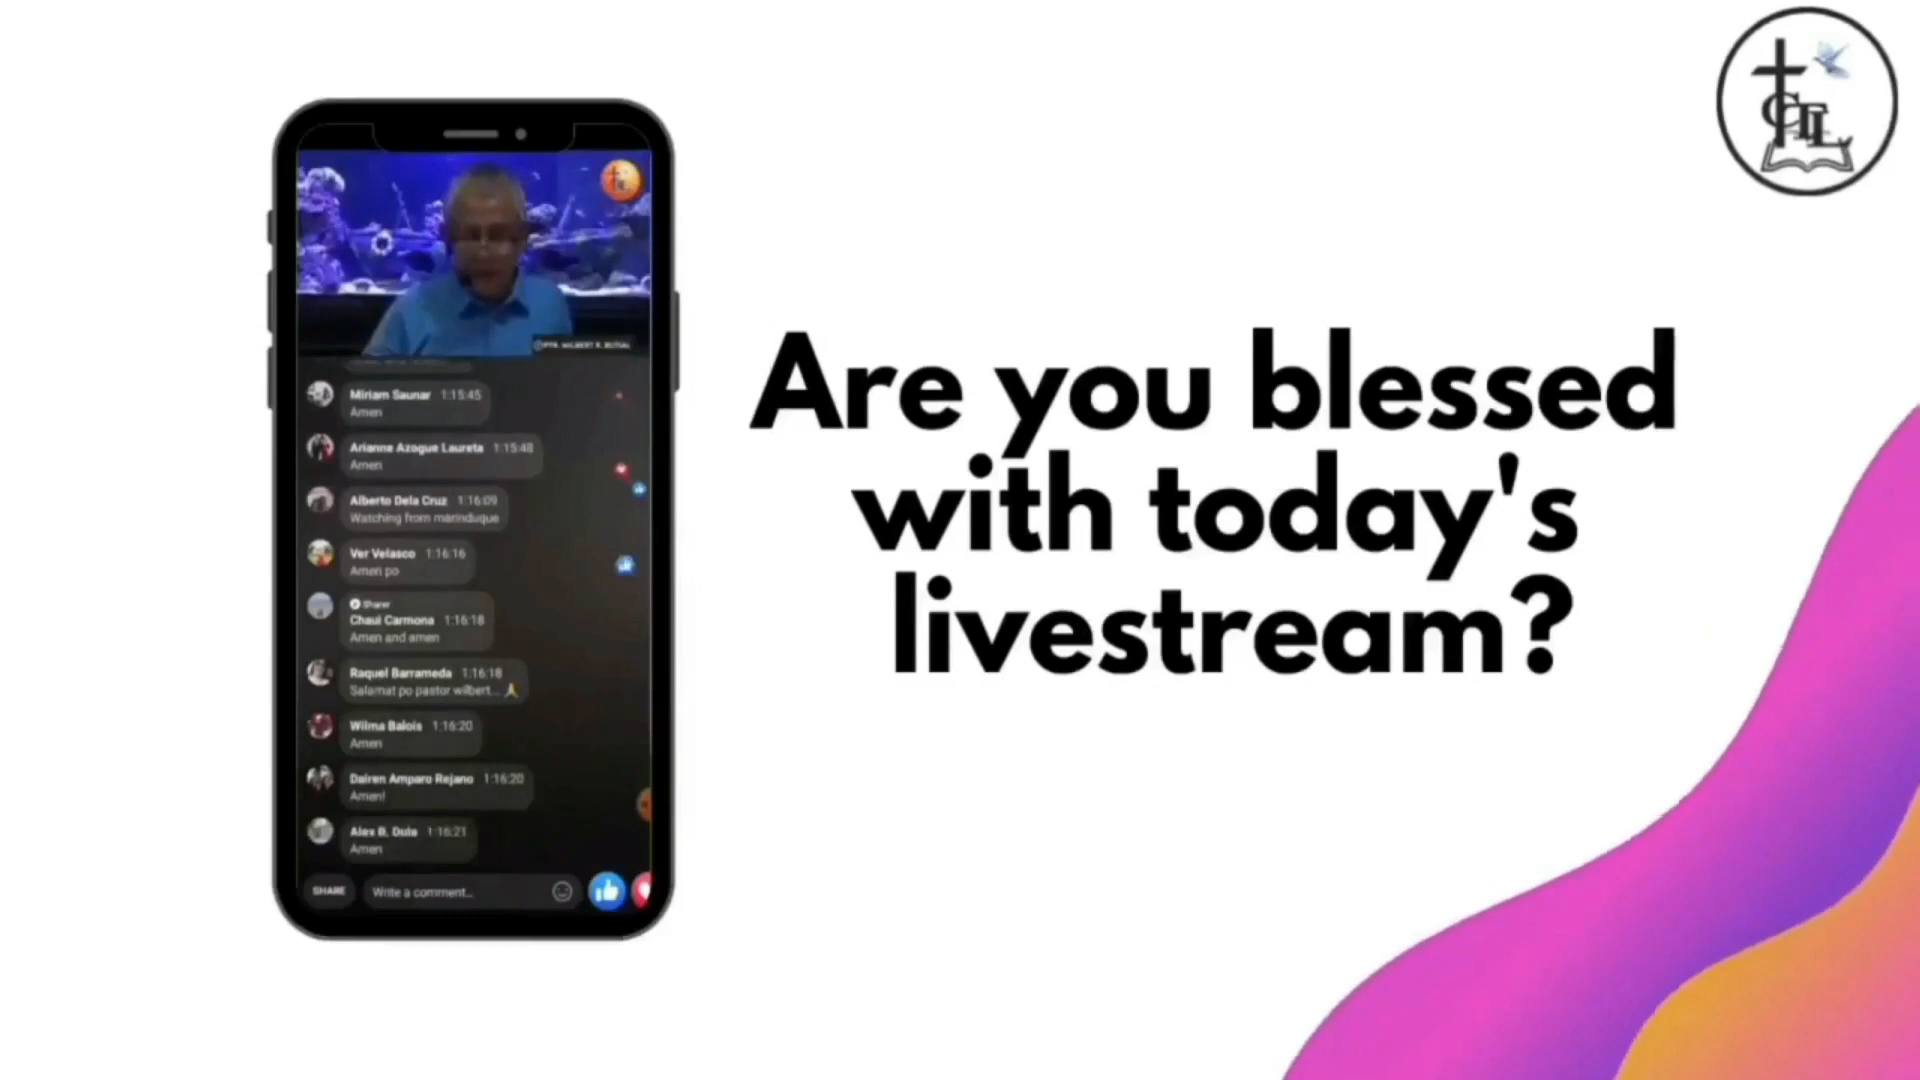 CTL
Miriam Saunar 1:15:45
Amen
Arianne Azogue Laureta 1:15:48
Amen
Alberto Dela Cruz 1:16:09
Watching from marinduque
Ver Velasco 1:16:16
Amen po
Sharer
Chaui Carmona 1:16:18
Amen and amen
Raquel Barrameda 1:16:18
Salamat po pastor wilbert...
Wilma Balois 1:16:20
Amen
Dairen Amparo Rejano 1:16:20
Amen!
Alex B. Dula 1:16:21
Amen
SHARE Write a comment...
Are you blessed
with today's
livestream?